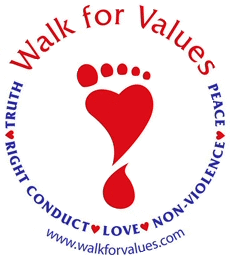 Walk for Values
TRUTH♥RIGHT CONDUCT♥LOVE♥NON-VIOLENCE♥PEACE
www.walkforvalues.com